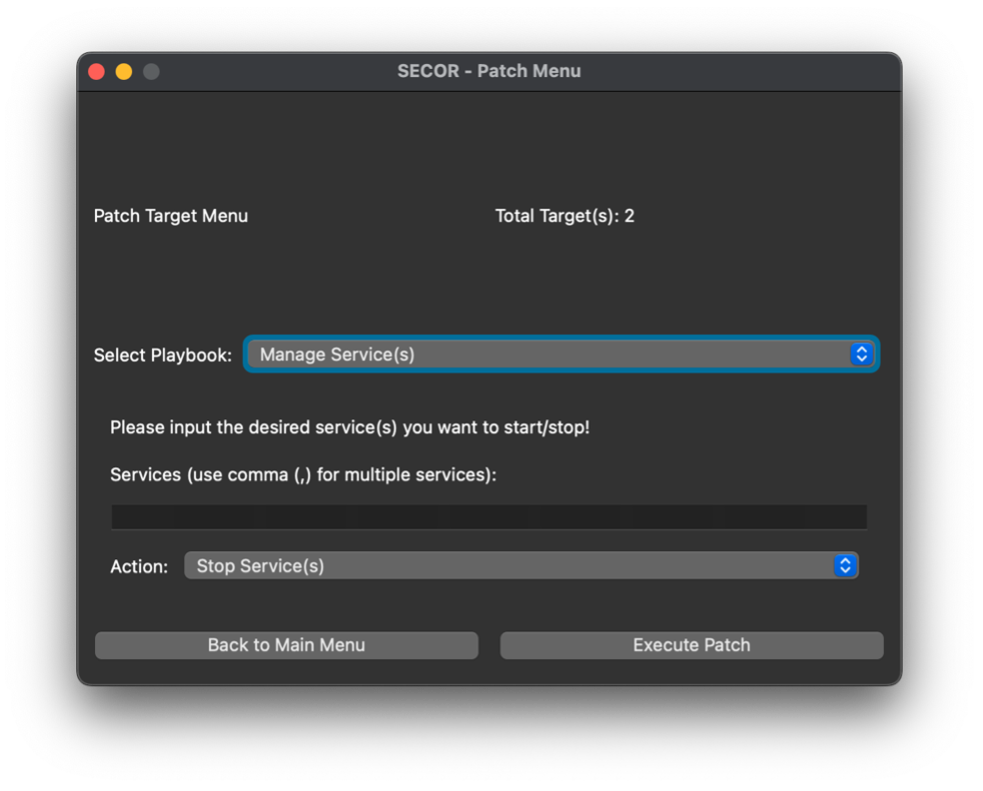 SECOR - Patch Menu
Patch Target Menu
Total Target(s): 2
Select Playbook: Manage Service(s)
Please input the desired service(s) you want to start/stop!
Services (use comma (,) for multiple services):
Action: Stop Service(s)
Back to Main Menu
Execute Patch